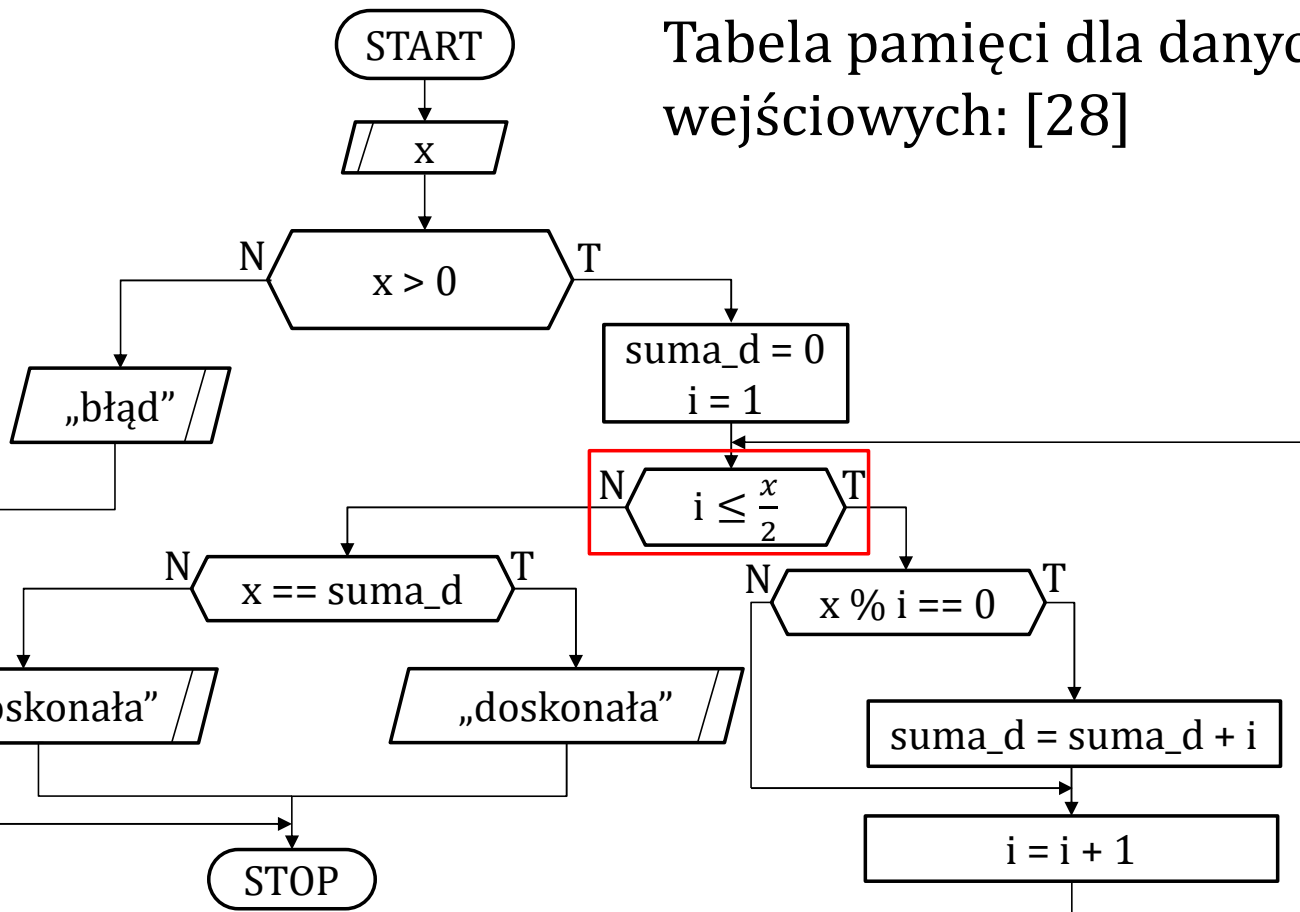 START
Tabela pamięci dla danyc
wejściowych: [28]
x
N
x > 0
T
suma_d = 0
i = 1
„błąd”
N
i ≤ x/2
T
N
x == suma_d
T
N
x % i == 0
T
oskonała”
„doskonała”
suma_d = suma_d + i
i = i + 1
STOP